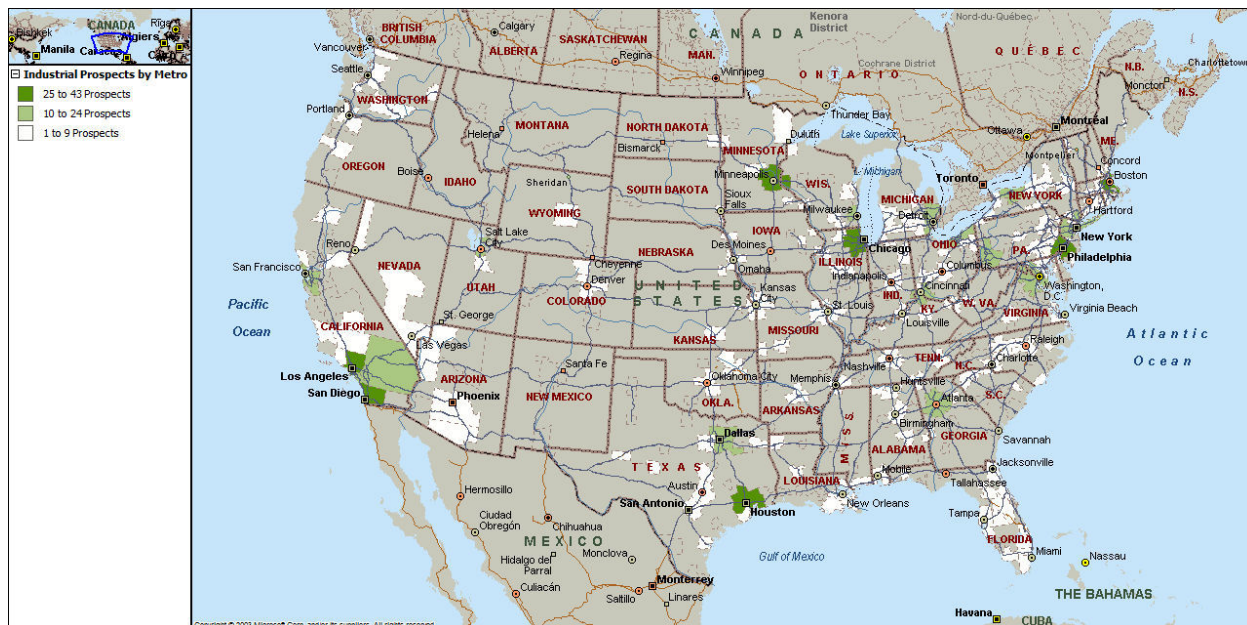 CANADA
Bishkek
Rīga
Manila
Algiers
Caracas
Industrial Prospects by Metro
25 to 43 Prospects
10 to 24 Prospects
1 to 9 Prospects
BRITISH
COLUMBIA
Calgary
ALBERTA
SASKATCHEWAN
Regina
MAN.
CANADA
Winnipeg
Kenora
District
Cochrane District
ONTARIO
Nord-du-Québec
QUÉBEC
N.B.
Charlottetown
Moncton
N.S.
Vancouver
Seattle
WASHINGTON
Portland
Helena
MONTANA
NORTH DAKOTA
Bismarck
MINNESOTA
Duluth
Thunder Bay
Lake Superior
Ottawa
Montréal
ME.
Montpelier
Concord
OREGON
Boise
IDAHO
Sheridan
WYOMING
SOUTH DAKOTA
Sioux
Falls
Minneapolis
WIS.
L. Michigan
Milwaukee
MICHIGAN
Detroit
Toronto
NEW YORK
Boston
Hartford
Reno
Salt Lake
City
NEBRASKA
IOWA
Des Moines
Omaha
Chicago
ILLINOIS
Indianapolis
IND.
OHIO
Columbus
PA.
New York
Philadelphia
San Francisco
NEVADA
UTAH
Cheyenne
Denver
COLORADO
UNITED
STATES
Kansas
City
St. Louis
Cincinnati
KY.
W. VA.
Washington,
D.C.
VIRGINIA
Virginia Beach
Pacific
Ocean
CALIFORNIA
St. George
Las Vegas
KANSAS
MISSOURI
Louisville
Raleigh
Atlantic
Ocean
Los Angeles
San Diego
ARIZONA
Phoenix
Santa Fe
NEW MEXICO
Oklahoma City
OKLA.
ARKANSAS
Memphis
Nashville
TENN.
Huntsville
N.C.
Charlotte
S.C.
Atlanta
Birmingham
GEORGIA
Savannah
Dallas
TEXAS
MISS.
ALABAMA
LOUISIANA
Mobile
Jacksonville
Tallahassee
Austin
San Antonio
Houston
New Orleans
Tampa
FLORIDA
Miami
Hermosillo
Ciudad
Obregón
Chihuahua
MEXICO
Hidalgo del
Parral
Monclova
Gulf of Mexico
Nassau
Culiacán
Monterrey
Saltillo
Linares
THE BAHAMAS
Havana
CUBA